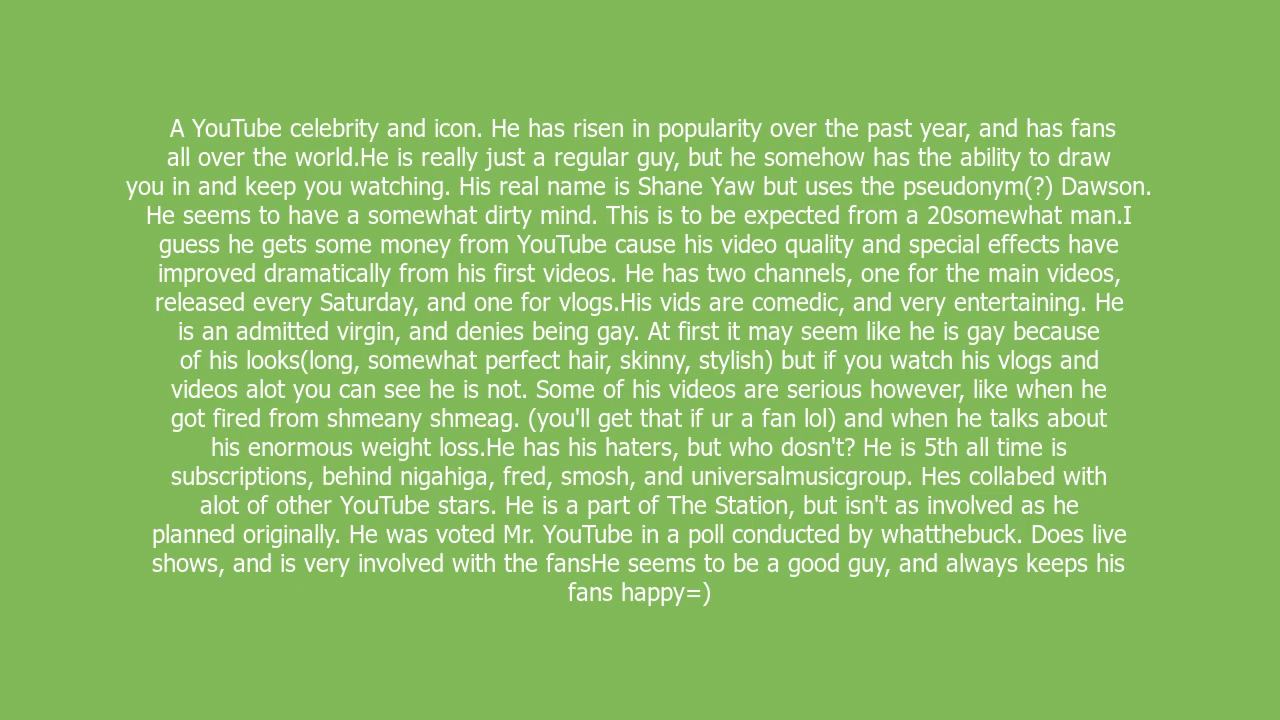 A YouTube celebrity and icon. He has risen in popularity over the past year, and has fans
all over the world.He is really just a regular guy, but he somehow has the ability to draw
you in and keep you watching. His real name is Shane Yaw but uses the pseudonym(?) Dawson.
He seems to have a somewhat dirty mind. This is to be expected from a 20somewhat man.I
guess he gets some money from YouTube cause his video quality and special effects have
improved dramatically from his first videos. He has two channels, one for the main videos,
released every Saturday, and one for vlogs.His vids are comedic, and very entertaining. He
is an admitted virgin, and denies being gay. At first it may seem like he is gay because
of his looks(long, somewhat perfect hair, skinny, stylish) but if you watch his vlogs and
videos alot you can see he is not. Some of his videos are serious however, like when he
got fired from shmeany shmeag. (you'll get that if ur a fan lol) and when he talks about
his enormous weight loss.He has his haters, but who dosn't? He is 5th all time is
subscriptions, behind nigahiga, fred, smosh, and universalmusicgroup. Hes collabed with
alot of other YouTube stars. He is a part of The Station, but isn't as involved as he
planned originally. He was voted Mr. YouTube in a poll conducted by whatthebuck. Does live
shows, and is very involved with the fansHe seems to be a good guy, and always keeps his
fans happy=)